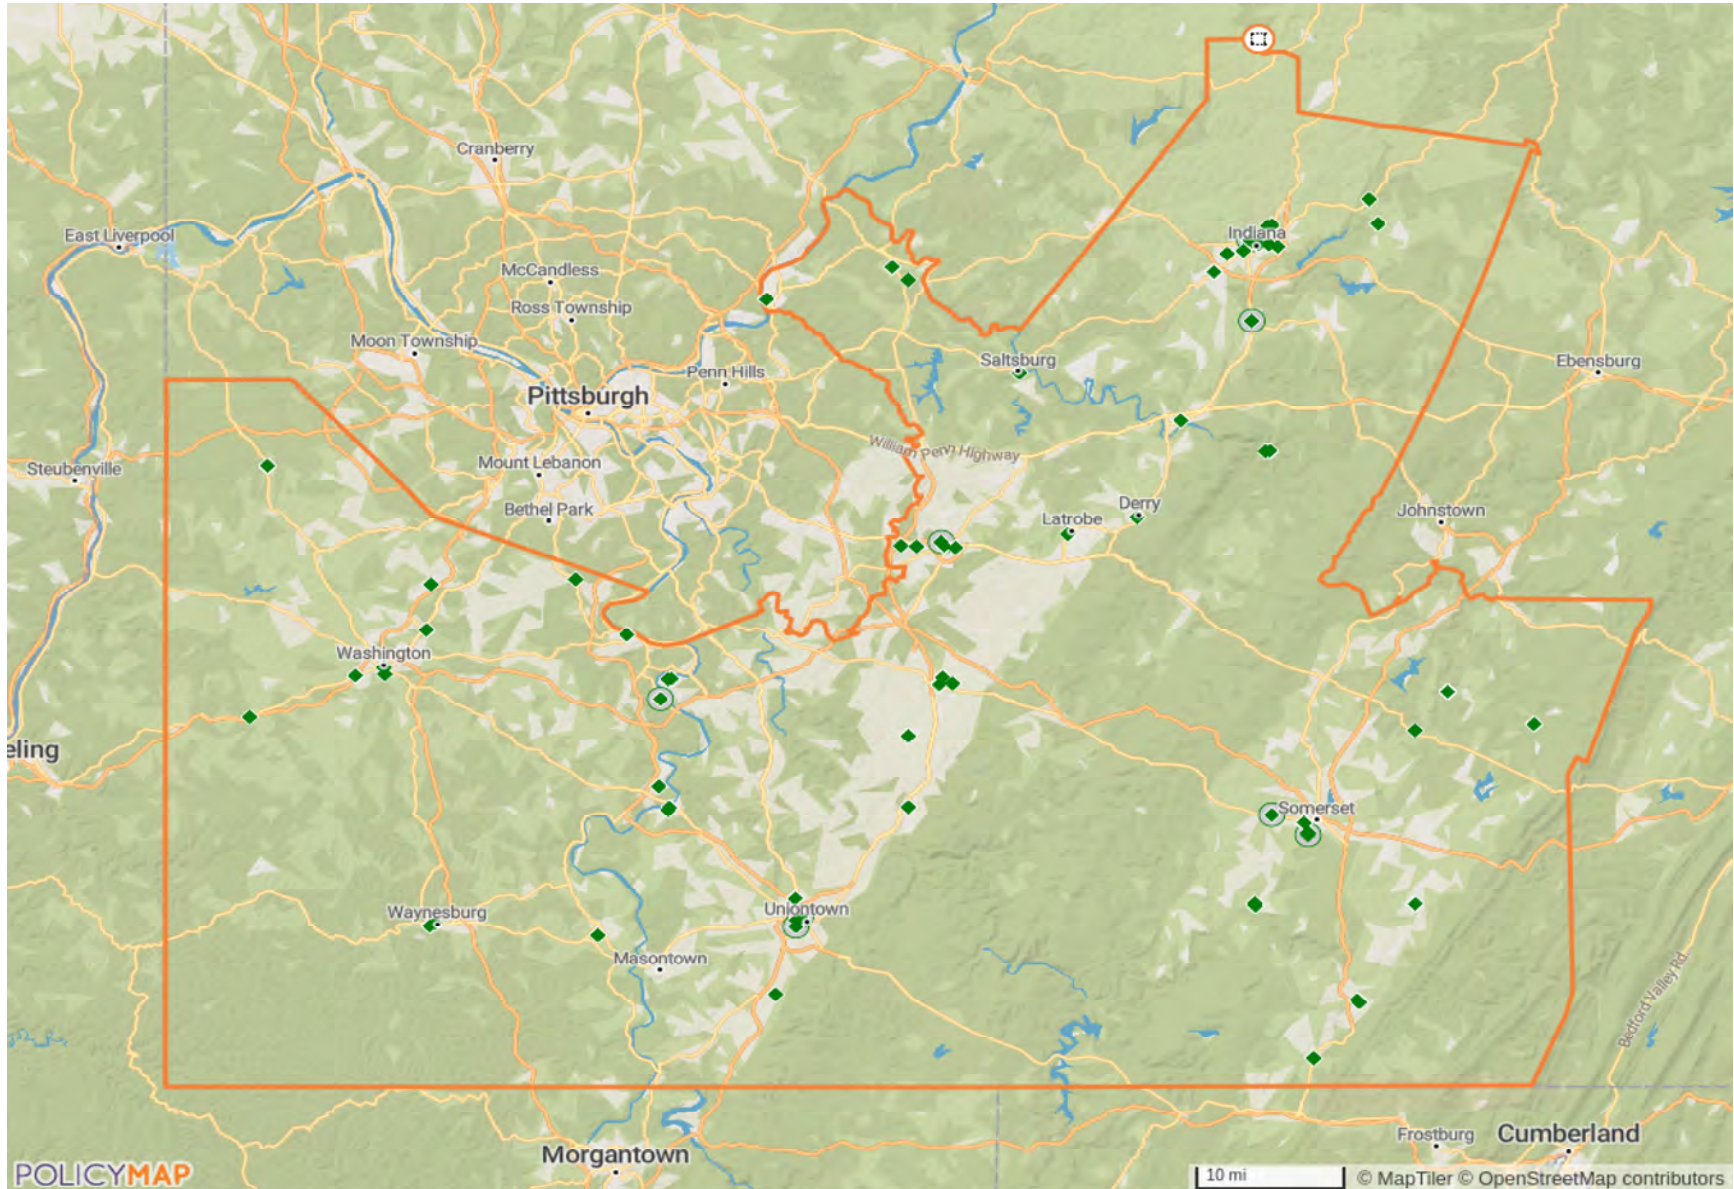 Cranberry
East Liverpool
Indiana
McCandless
Ross Township
Moon Township
Saltsburg
Ebensburg
Penn Hills
Pittsburgh
William Penn Highway
Steubenville
Mount Lebanon
Bethel Park
Derry
Latrobe
Johnstown
Washington
eling
Somerset
Waynesburg
Uniontown
Masontown
Bedford Valley Rd
Morgantown
Frostburg
Cumberland
POLICYMAP
10 mi
© MapTiler © OpenStreetMap contributors